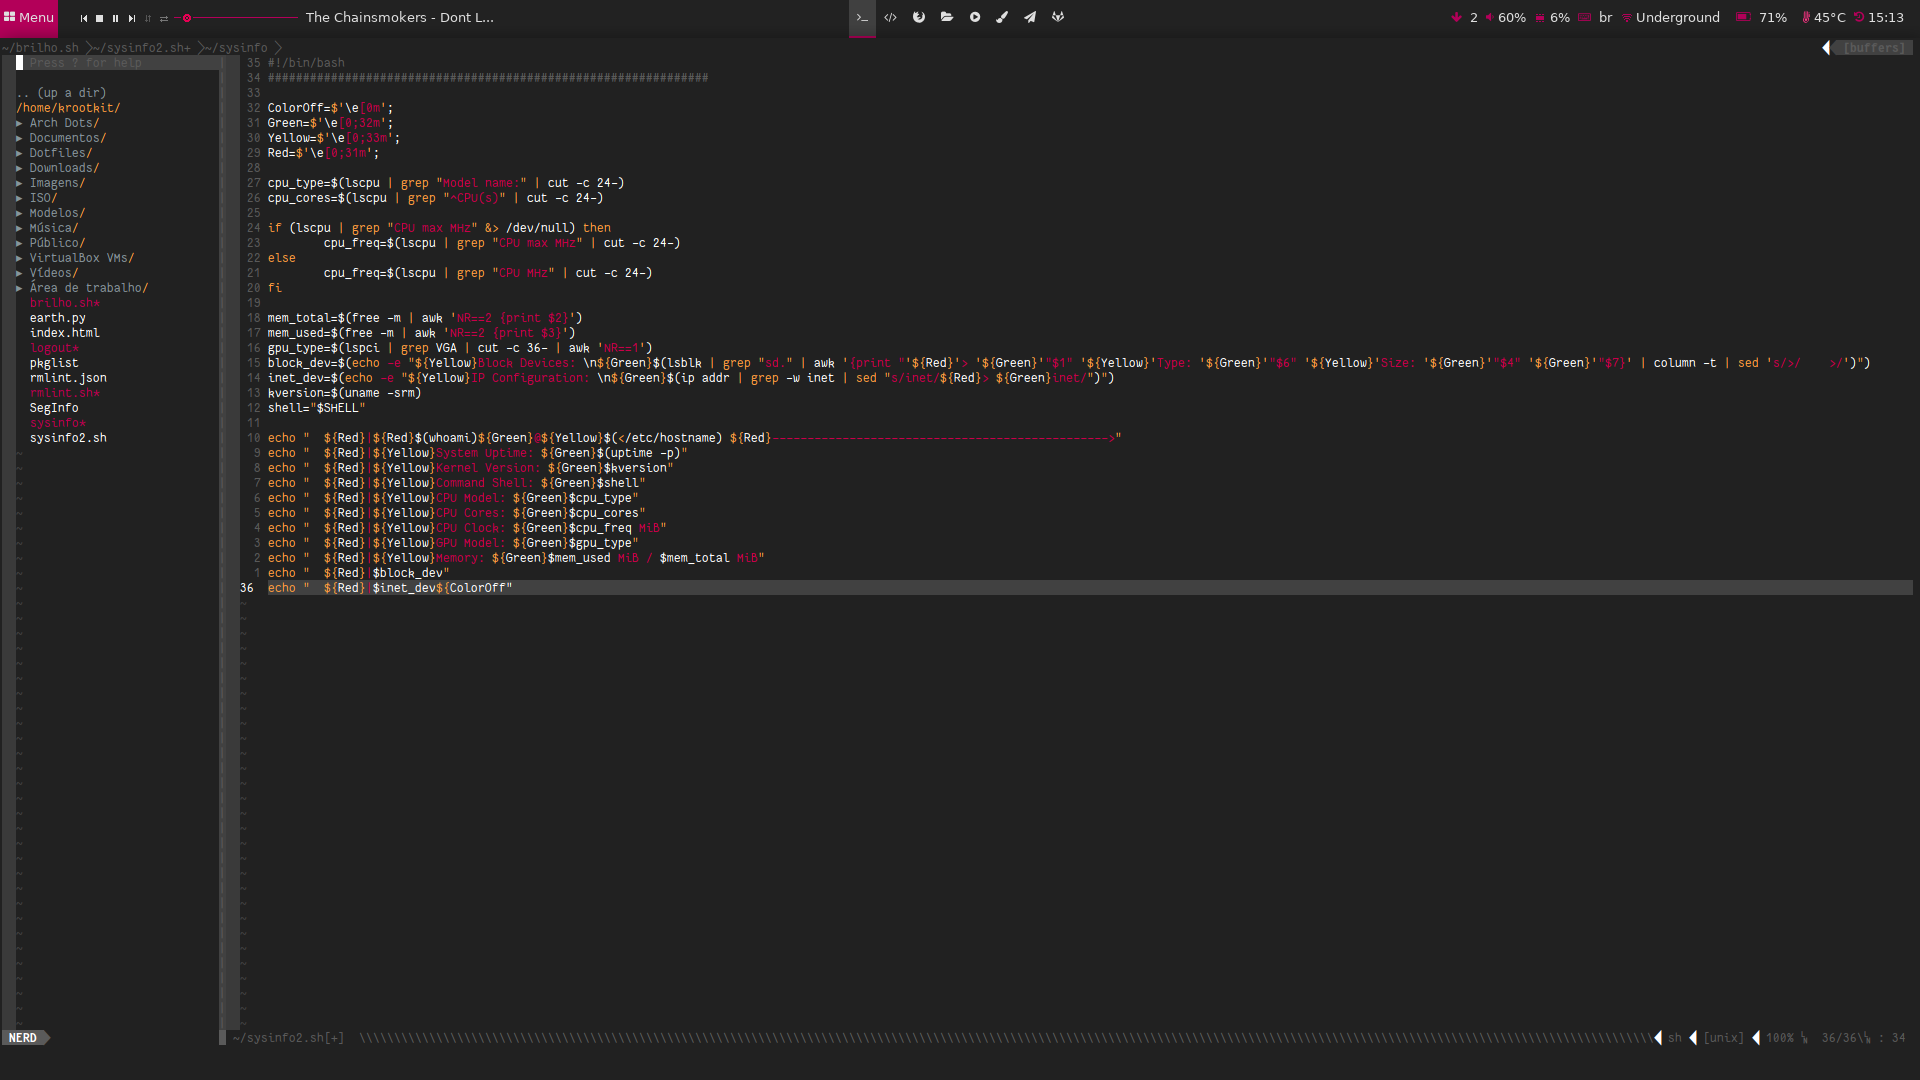 Menu The Chainsmokers - Dont L... >_ </> 2 60% 6% br Underground 71% 45°C 15:13
~/brilho.sh ~/sysinfo2.sh+ ~/sysinfo [buffers]
Press ? for help
.. (up a dir)
/home/krootkit/
▸ Arch Dots/
▸ Documentos/
▸ Dotfiles/
▸ Downloads/
▸ Imagens/
▸ ISO/
▸ Modelos/
▸ Música/
▸ Público/
▸ VirtualBox VMs/
▸ Vídeos/
▸ Área de trabalho/
brilho.sh*
earth.py
index.html
logout*
pkglist
rmlint.json
rmlint.sh*
SegInfo
sysinfo*
sysinfo2.sh
35 #!/bin/bash
34 ###############################################################
33
32 ColorOff=$'\e[0m';
31 Green=$'\e[0;32m';
30 Yellow=$'\e[0;33m';
29 Red=$'\e[0;31m';
28
27 cpu_type=$(lscpu | grep "Model name:" | cut -c 24-)
26 cpu_cores=$(lscpu | grep "^CPU(s)" | cut -c 24-)
25
24 if (lscpu | grep "CPU max MHz" &> /dev/null) then
23 cpu_freq=$(lscpu | grep "CPU max MHz" | cut -c 24-)
22 else
21 cpu_freq=$(lscpu | grep "CPU MHz" | cut -c 24-)
20 fi
19
18 mem_total=$(free -m | awk 'NR==2 {print $2}')
17 mem_used=$(free -m | awk 'NR==2 {print $3}')
16 gpu_type=$(lspci | grep VGA | cut -c 36- | awk 'NR==1')
15 block_dev=$(echo -e "${Yellow}Block Devices: \n${Green}$(lsblk | grep "sd." | awk '{print "'${Red}'> '${Green}'"$1" '${Yellow}'Type: '${Green}'"$6" '${Yellow}'Size: '${Green}'"$4" '${Green}'"$7}' | column -t | sed 's/>/    >/')")
14 inet_dev=$(echo -e "${Yellow}IP Configuration: \n${Green}$(ip addr | grep -w inet | sed "s/inet/${Red}> ${Green}inet/")")
13 kversion=$(uname -srm)
12 shell="$SHELL"
11
10 echo "  ${Red}|${Red}$(whoami)${Green}@${Yellow}$(</etc/hostname) ${Red}------------------------------------------------>"
9 echo "  ${Red}|${Yellow}System Uptime: ${Green}$(uptime -p)"
8 echo "  ${Red}|${Yellow}Kernel Version: ${Green}$kversion"
7 echo "  ${Red}|${Yellow}Command Shell: ${Green}$shell"
6 echo "  ${Red}|${Yellow}CPU Model: ${Green}$cpu_type"
5 echo "  ${Red}|${Yellow}CPU Cores: ${Green}$cpu_cores"
4 echo "  ${Red}|${Yellow}CPU Clock: ${Green}$cpu_freq MiB"
3 echo "  ${Red}|${Yellow}GPU Model: ${Green}$gpu_type"
2 echo "  ${Red}|${Yellow}Memory: ${Green}$mem_used MiB / $mem_total MiB"
1 echo "  ${Red}|$block_dev"
36 echo "  ${Red}|$inet_dev${ColorOff}"
NERD ~/sysinfo2.sh[+] sh [unix] 100% 36/36 : 34